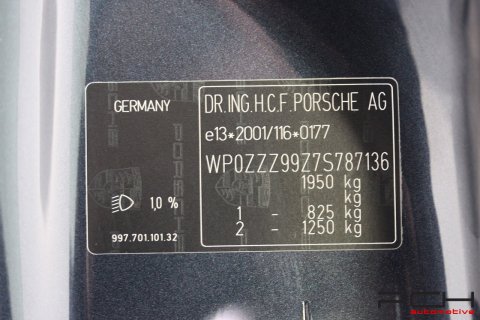 GERMANY
DR.ING.H.C.F.PORSCHE AG
e13*2001/116*0177
WP0ZZZ99Z7S787136
1950 kg
kg
1 - 825 kg
2 - 1250 kg
1,0 %
997.701.101.32
automotive